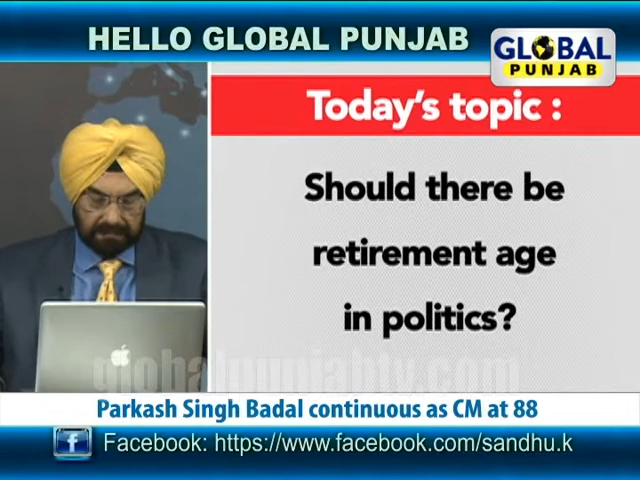 HELLO GLOBAL PUNJAB
GLOBAL
PUNJAB
Today's topic :
Should there be
retirement age
in politics?
globalpunjabtv.com
Parkash Singh Badal continuous as CM at 88
Facebook: https://www.facebook.com/sandhu.k